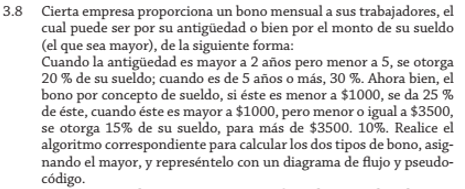 3.8 Cierta empresa proporciona un bono mensual a sus trabajadores, el
cual puede ser por su antigüedad o bien por el monto de su sueldo
(el que sea mayor), de la siguiente forma:
Cuando la antigüedad es mayor a 2 años pero menor a 5, se otorga
20 % de su sueldo; cuando es de 5 años o más, 30 %. Ahora bien, el
bono por concepto de sueldo, si éste es menor a $1000, se da 25 %
de éste, cuando éste es mayor a $1000, pero menor o igual a $3500,
se otorga 15% de su sueldo, para más de $3500. 10%. Realice el
algoritmo correspondiente para calcular los dos tipos de bono, asig-
nando el mayor, y represéntelo con un diagrama de flujo y pseudo-
código.